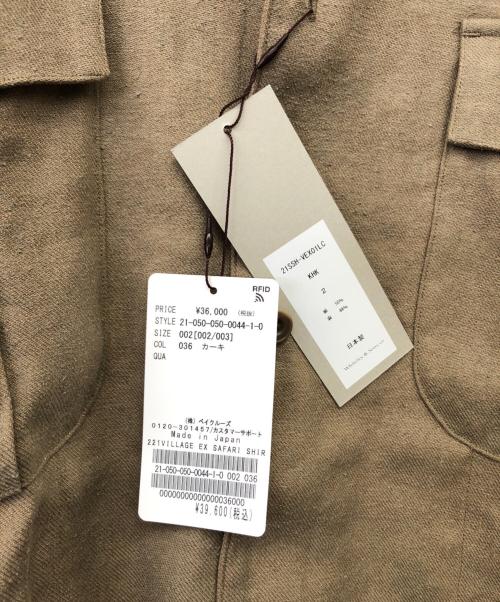 21SSH-VEX01LC
KHK
2
日本製
RFID
PRICE ¥36,000 (税抜)
STYLE 21-050-050-0044-1-0
SIZE 002[002/003]
COL 036 カーキ
QUA
(株) ベイクルーズ
0120-301457/カスタマーサポート
Made in Japan
221VILLAGE EX SAFARI SHIR
21-050-050-0044-1-0 002 036
¥39,600(税込)